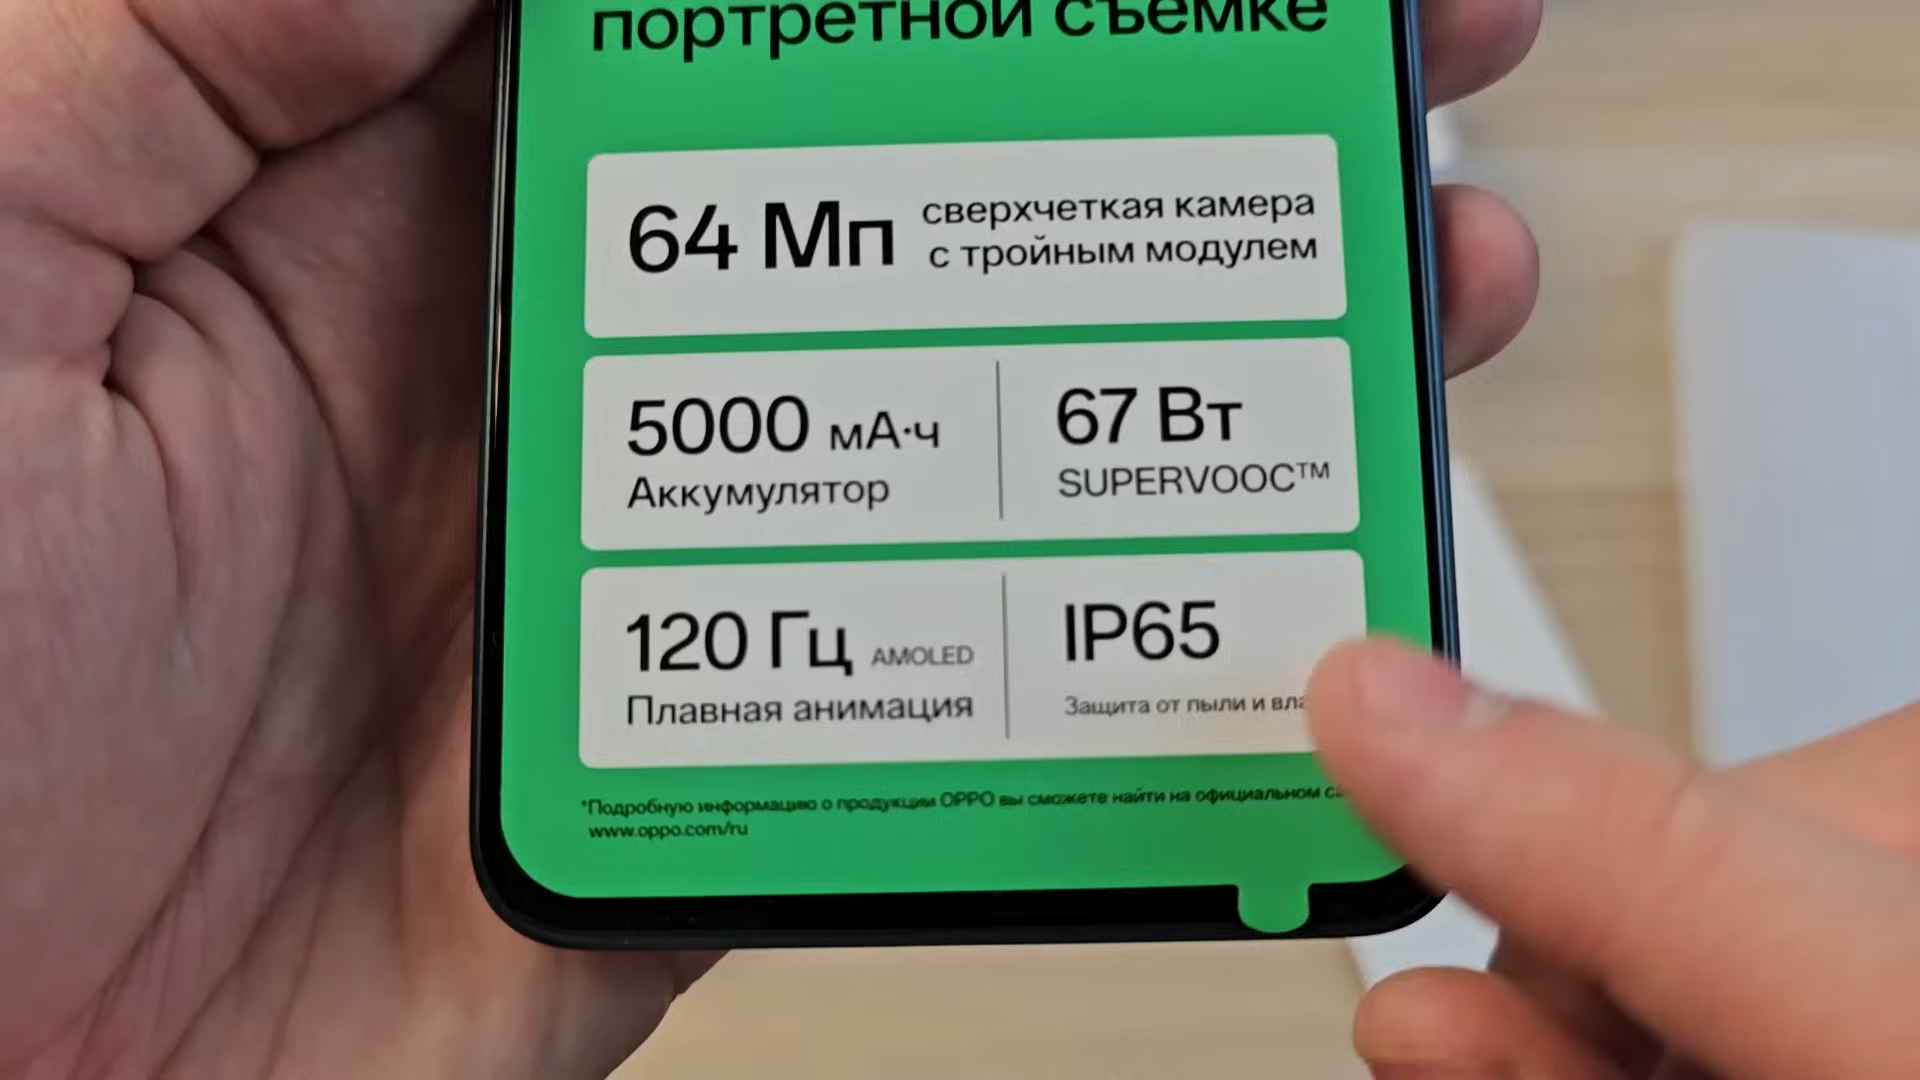 портретной съёмке
64 Мп
сверхчеткая камера
с тройным модулем
5000 мА·ч
Аккумулятор
67 Вт
SUPERVOOC™
120 Гц AMOLED
Плавная анимация
IP65
Защита от пыли и
*Подробную информацию о продукции OPPO вы сможете найти на официальном
www.oppo.com/ru